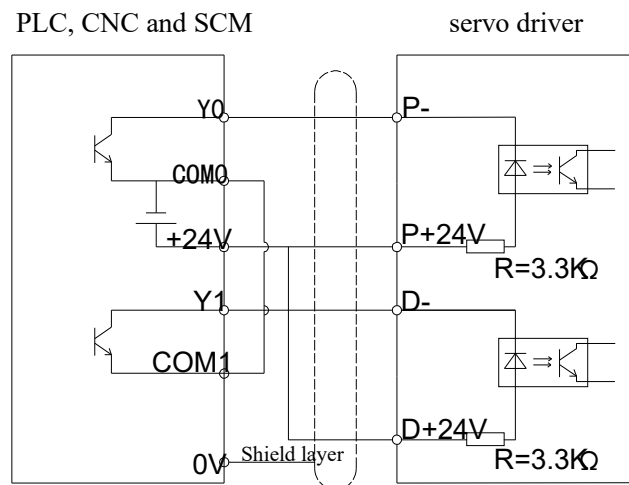 PLC, CNC and SCM
servo driver
Y0
P-
COM0
+24V
P+24V
R=3.3KΩ
Y1
D-
COM1
D+24V
0V
Shield layer
R=3.3KΩ